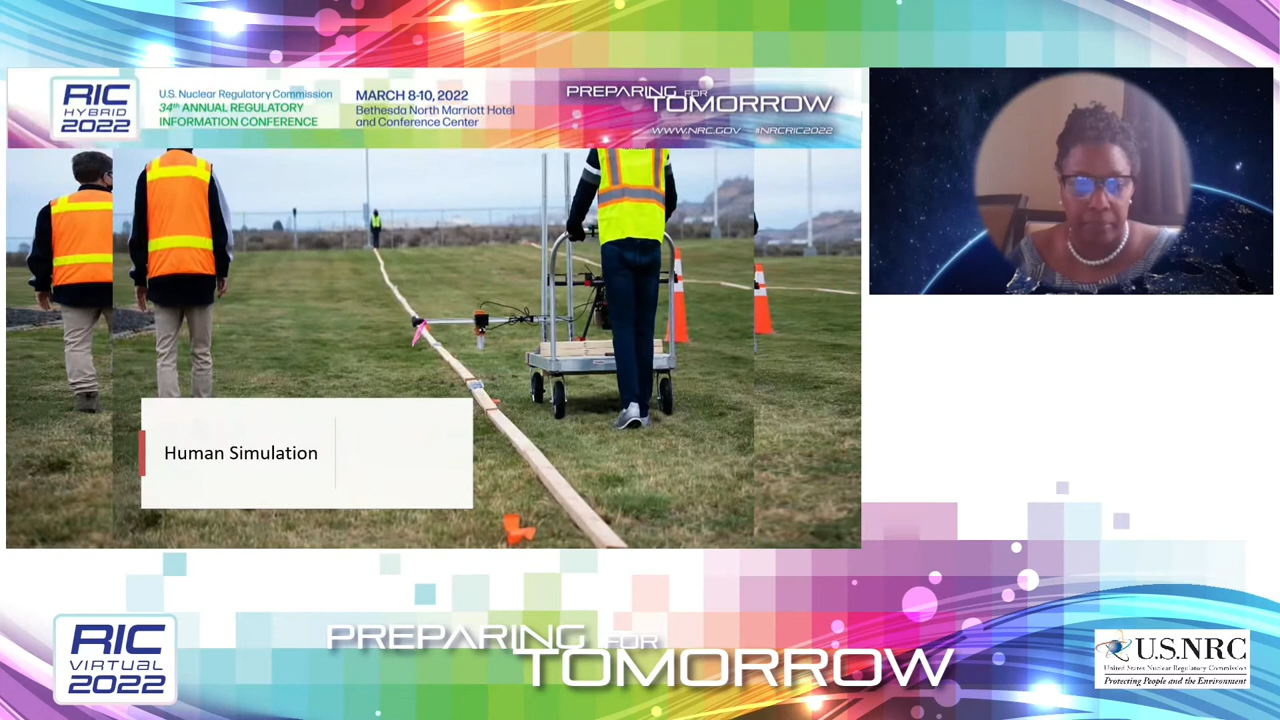 RIC
HYBRID
2022
U.S. Nuclear Regulatory Commission
34th ANNUAL REGULATORY
INFORMATION CONFERENCE
MARCH 8-10, 2022
Bethesda North Marriott Hotel
and Conference Center
PREPARING FOR
TOMORROW
WWW.NRC.GOV #NRCRIC2022
Human Simulation
RIC
VIRTUAL
2022
PREPARING FOR
TOMORROW
U.S.NRC
United States Nuclear Regulatory Commission
Protecting People and the Environment